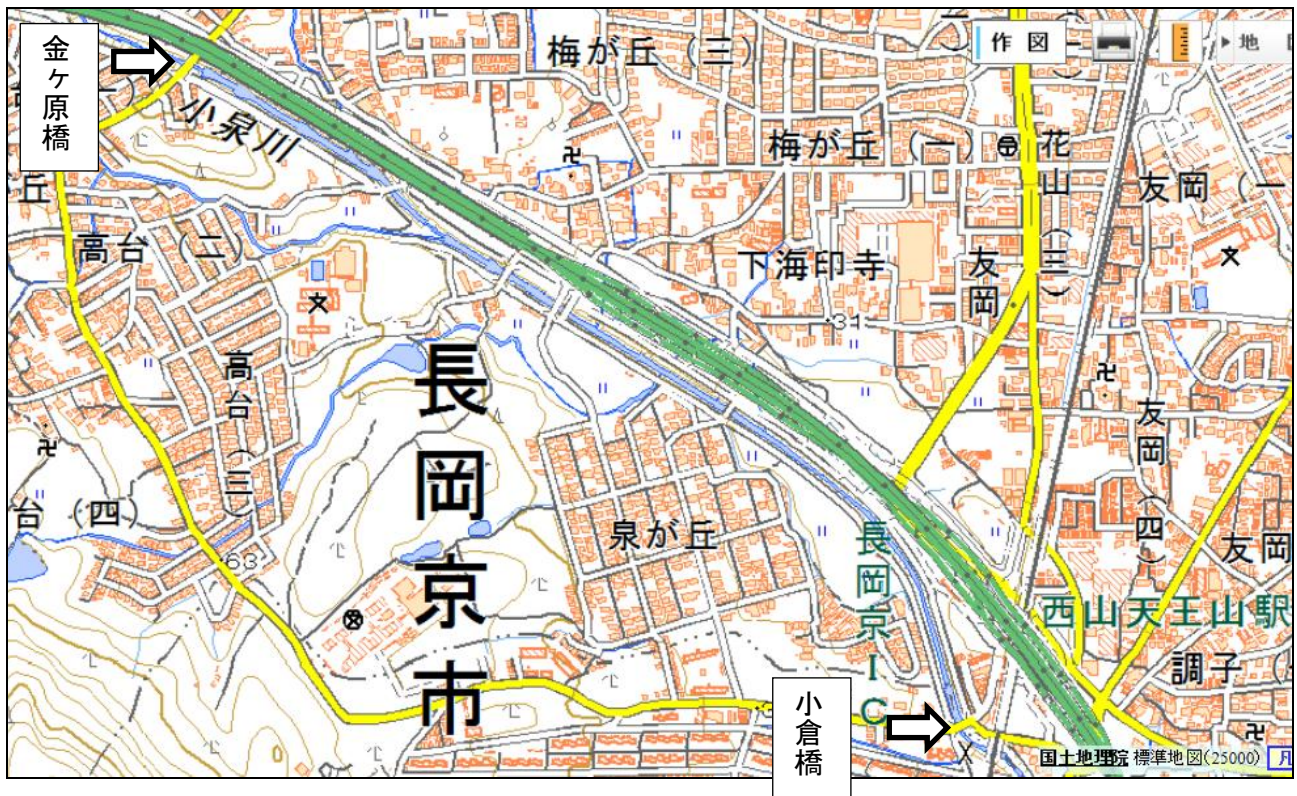 金ヶ原橋
小泉川
梅が丘(三)
作図
地
梅が丘(一)
花山(三)
友岡(一
丘
高台(二)
下海印寺
友岡
・31
長岡京市
高台(三)
友岡(四)
台(四)
泉が丘
長岡京IC
友岡
63
西山天王山駅
調子(
小倉橋
国土地理院 標準地図(25000)
凡